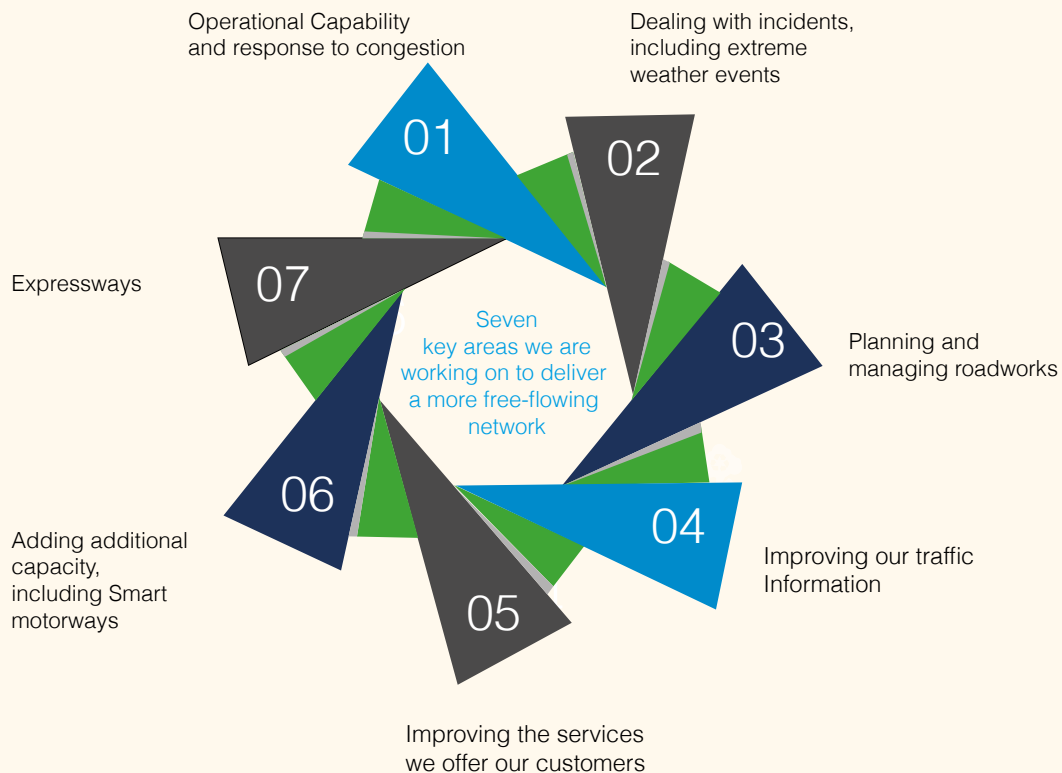 Operational Capability
and response to congestion
01
Dealing with incidents,
including extreme
weather events
02
03
Planning and
managing roadworks
04
Improving our traffic
Information
05
Improving the services
we offer our customers
06
Adding additional
capacity,
including Smart
motorways
07
Expressways
Seven
key areas we are
working on to deliver
a more free-flowing
network